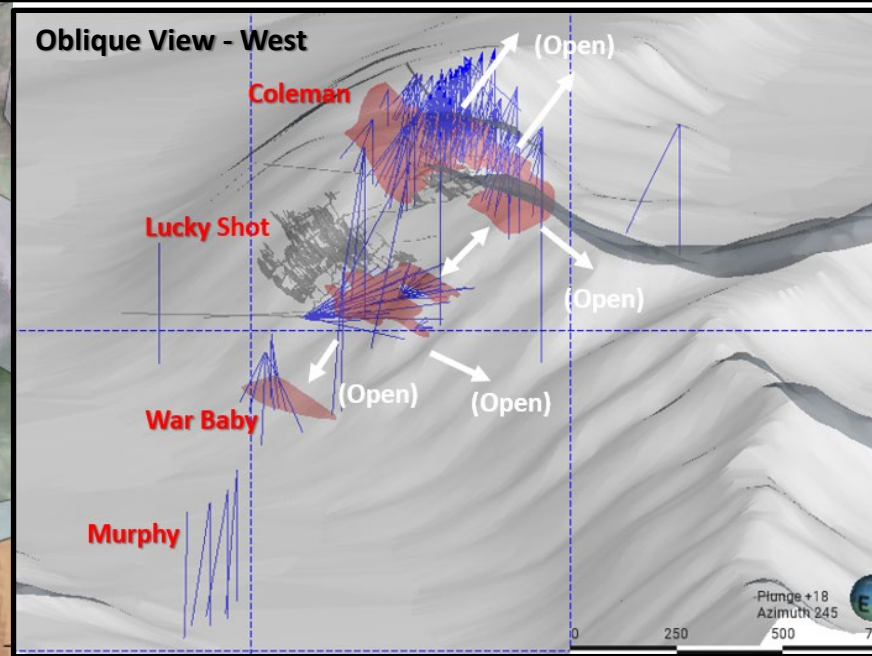 Oblique View - West
(Open)
Coleman
Lucky Shot
(Open)
(Open)
(Open)
War Baby
Murphy
Plunge +18
Azimuth 245
E
0 250 500